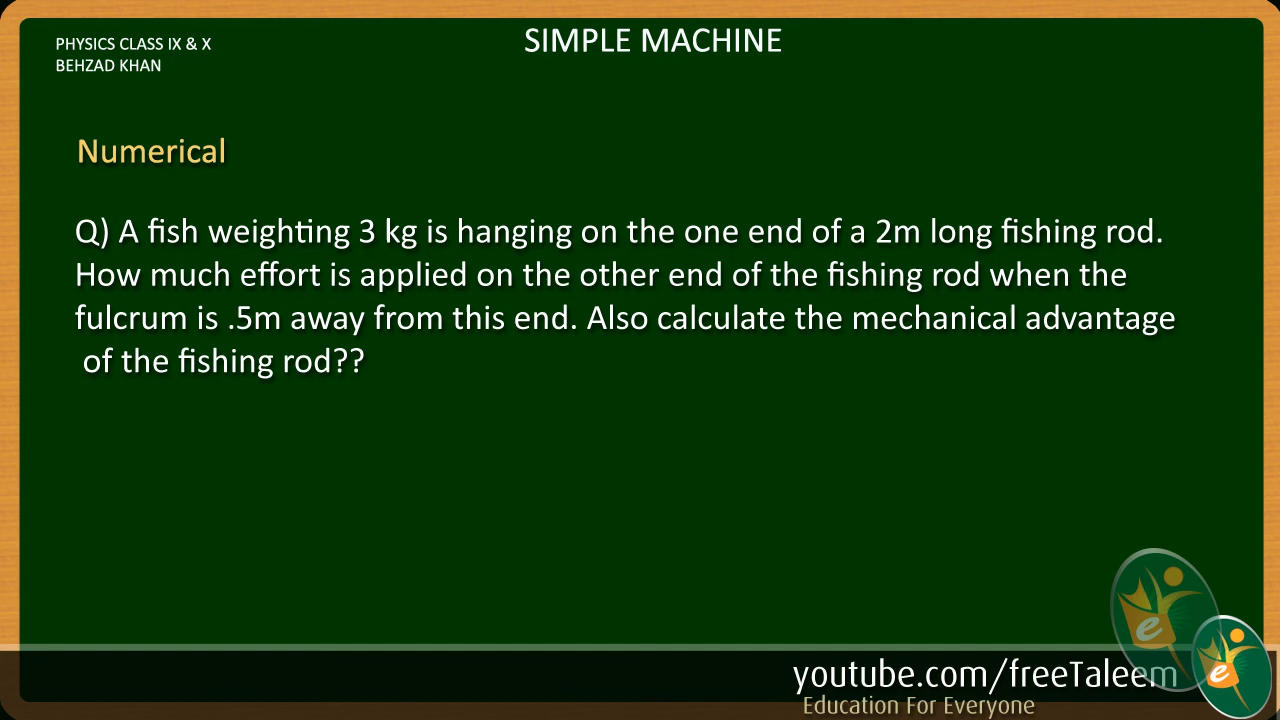 PHYSICS CLASS IX & X
BEHZAD KHAN
SIMPLE MACHINE
Numerical
Q) A fish weighting 3 kg is hanging on the one end of a 2m long fishing rod.
How much effort is applied on the other end of the fishing rod when the
fulcrum is .5m away from this end. Also calculate the mechanical advantage
of the fishing rod??
e
e
youtube.com/freeTaleem
Education For Everyone